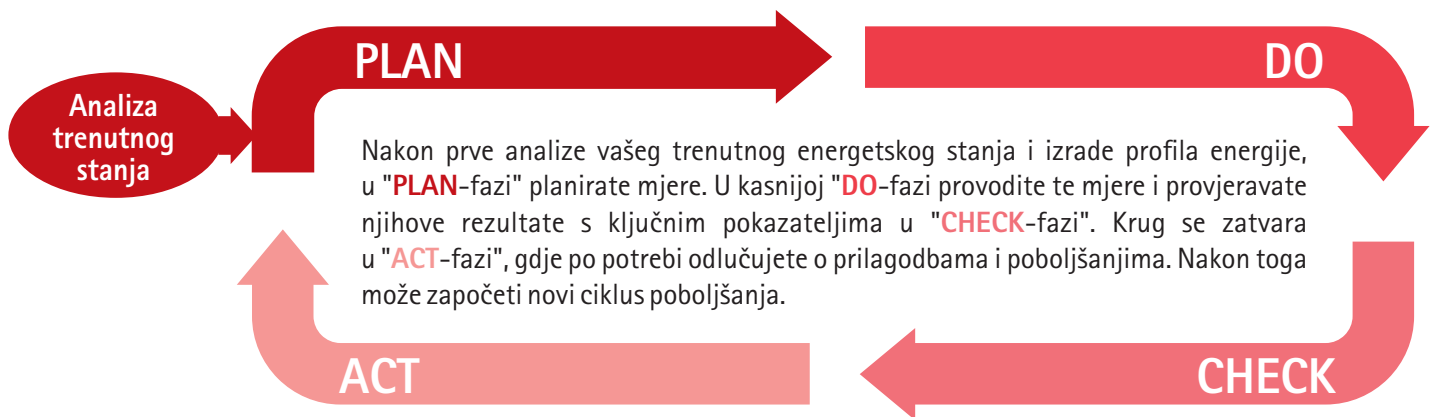 PLAN
DO
Analiza
trenutnog
stanja
Nakon prve analize vašeg trenutnog energetskog stanja i izrade profila energije,
u "PLAN-fazi" planirate mjere. U kasnijoj "DO-fazi provodite te mjere i provjeravate
njihove rezultate s ključnim pokazateljima u "CHECK-fazi". Krug se zatvara
u "ACT-fazi", gdje po potrebi odlučujete o prilagodbama i poboljšanjima. Nakon toga
može započeti novi ciklus poboljšanja.
ACT
CHECK